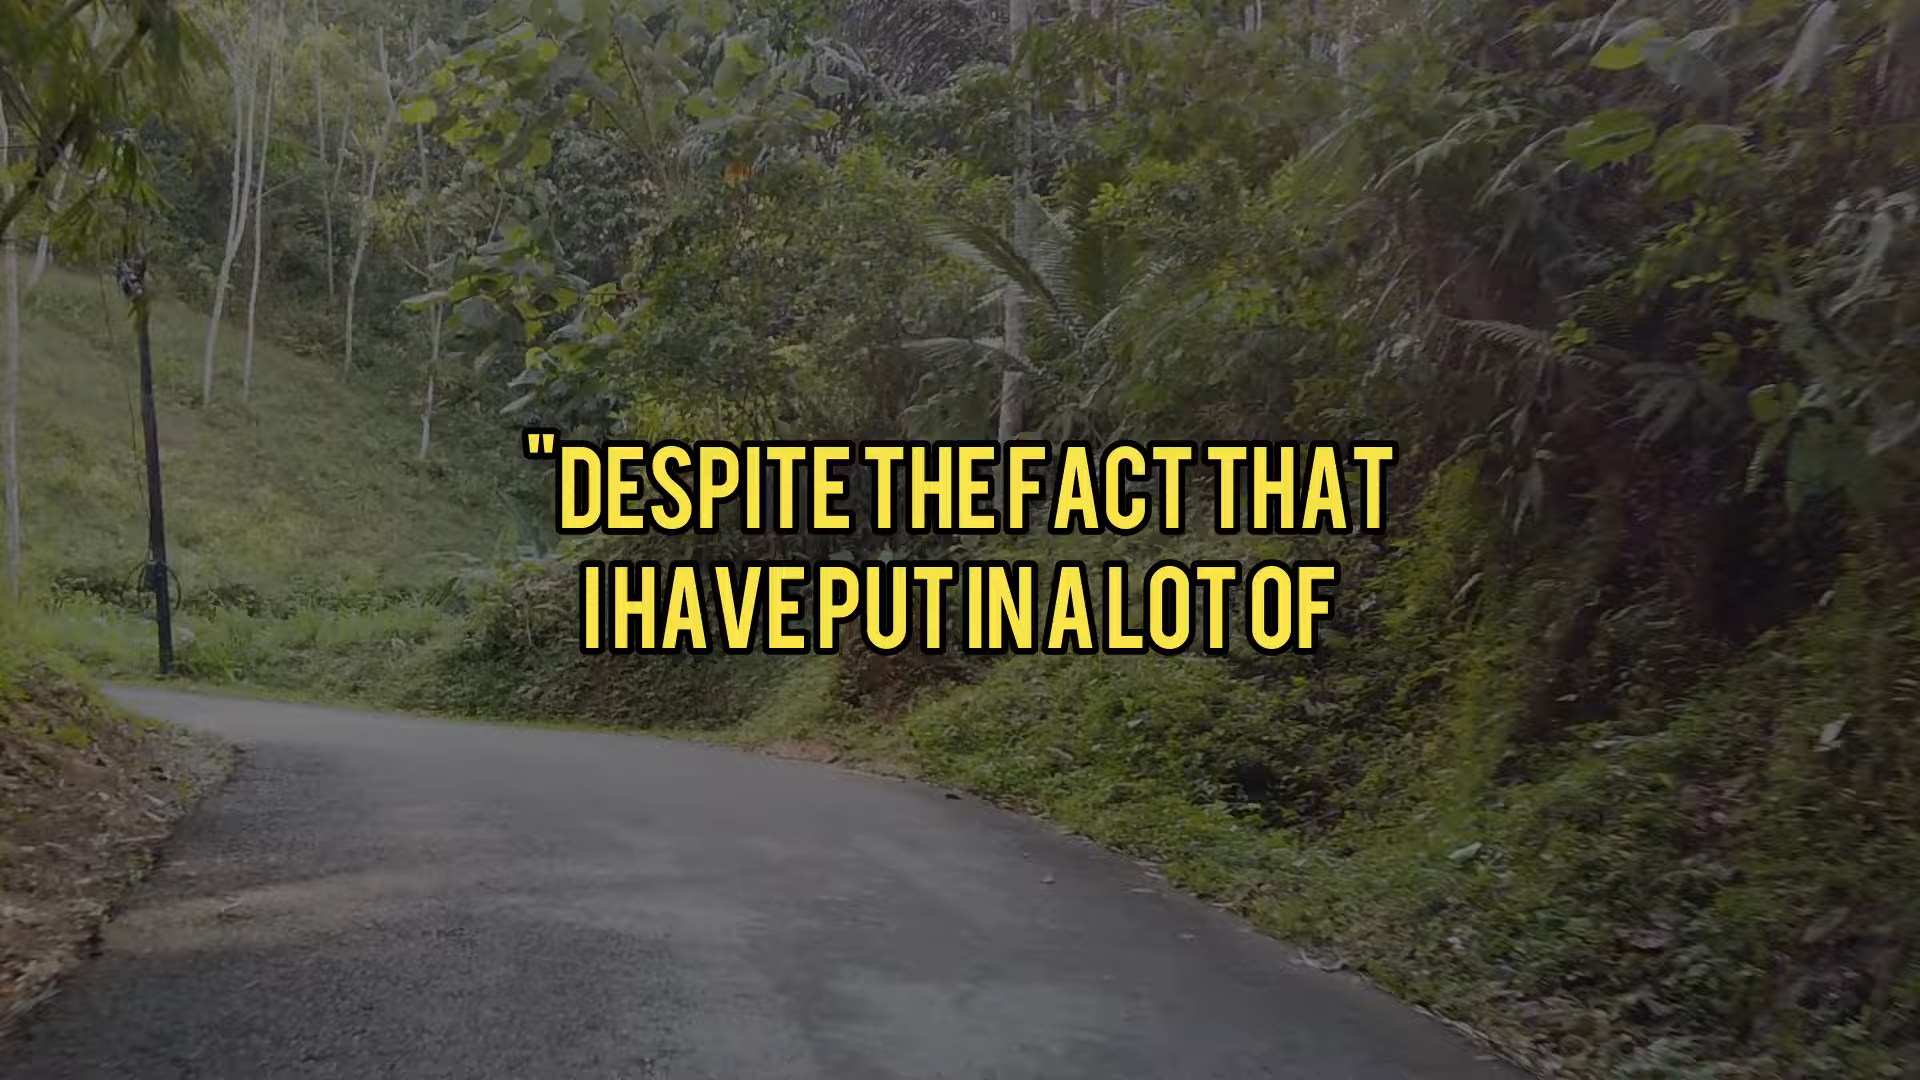 "DESPITE THE FACT THAT
I HAVE PUT IN A LOT OF